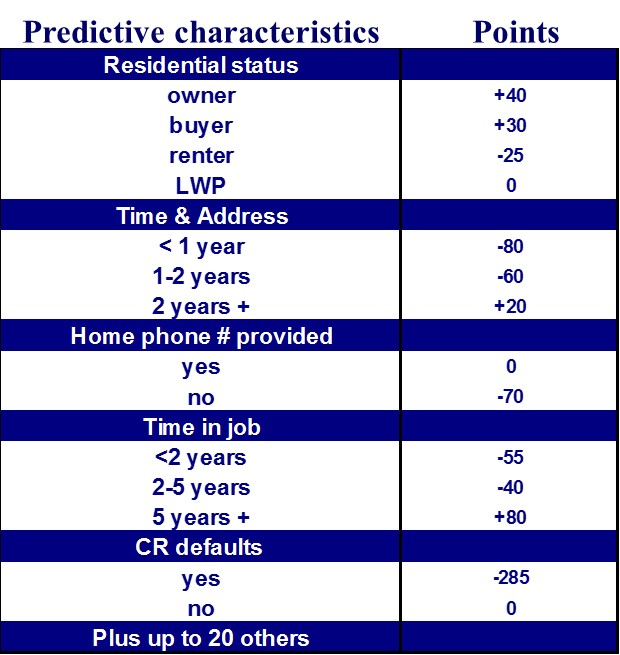 Predictive characteristics Points
Residential status
owner +40
buyer +30
renter -25
LWP 0
Time & Address
< 1 year -80
1-2 years -60
2 years + +20
Home phone # provided
yes 0
no -70
Time in job
<2 years -55
2-5 years -40
5 years + +80
CR defaults
yes -285
no 0
Plus up to 20 others